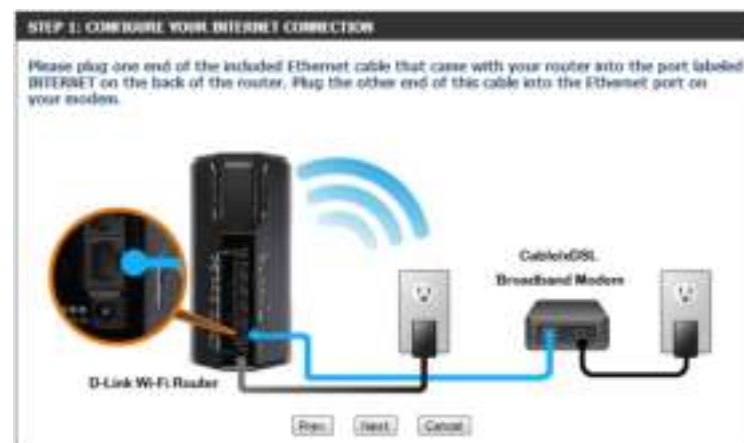 STEP 1: CONFIGURE YOUR INTERNET CONNECTION
Please plug one end of the included Ethernet cable that came with your router into the port labeled
INTERNET on the back of the router. Plug the other end of this cable into the Ethernet port on
your modem.
Cable/xDSL
Broadband Modem
D-Link Wi-Fi Router
Prev
Next
Cancel